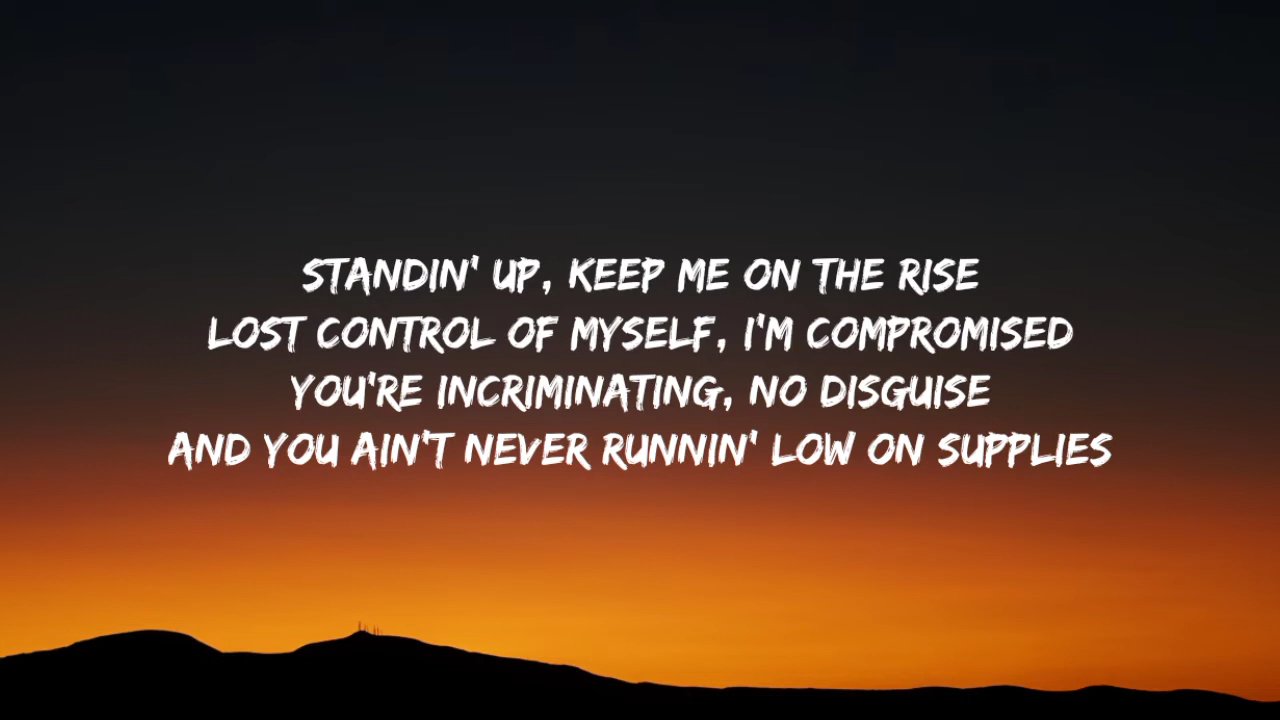 STANDIN' UP, KEEP ME ON THE RISE
LOST CONTROL OF MYSELF, I'M COMPROMISED
YOU'RE INCRIMINATING, NO DISGUISE
AND YOU AIN'T NEVER RUNNIN' LOW ON SUPPLIES